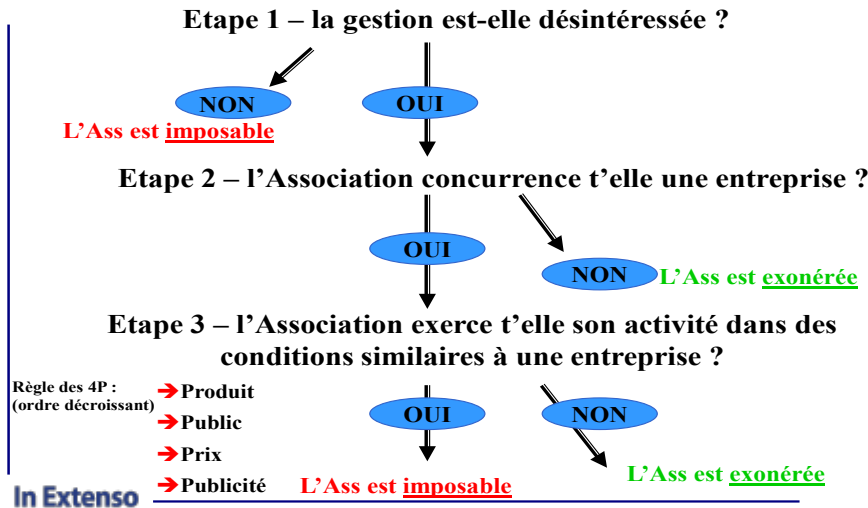 Etape 1 – la gestion est-elle désintéressée ?
NON
OUI
L'Ass est imposable
Etape 2 – l'Association concurrence t'elle une entreprise ?
OUI
NON
L'Ass est exonérée
Etape 3 – l'Association exerce t'elle son activité dans des
conditions similaires à une entreprise ?
Règle des 4P :
(ordre décroissant)
➔ Produit
➔ Public
➔ Prix
➔ Publicité
OUI
NON
L'Ass est imposable
L'Ass est exonérée
In Extenso